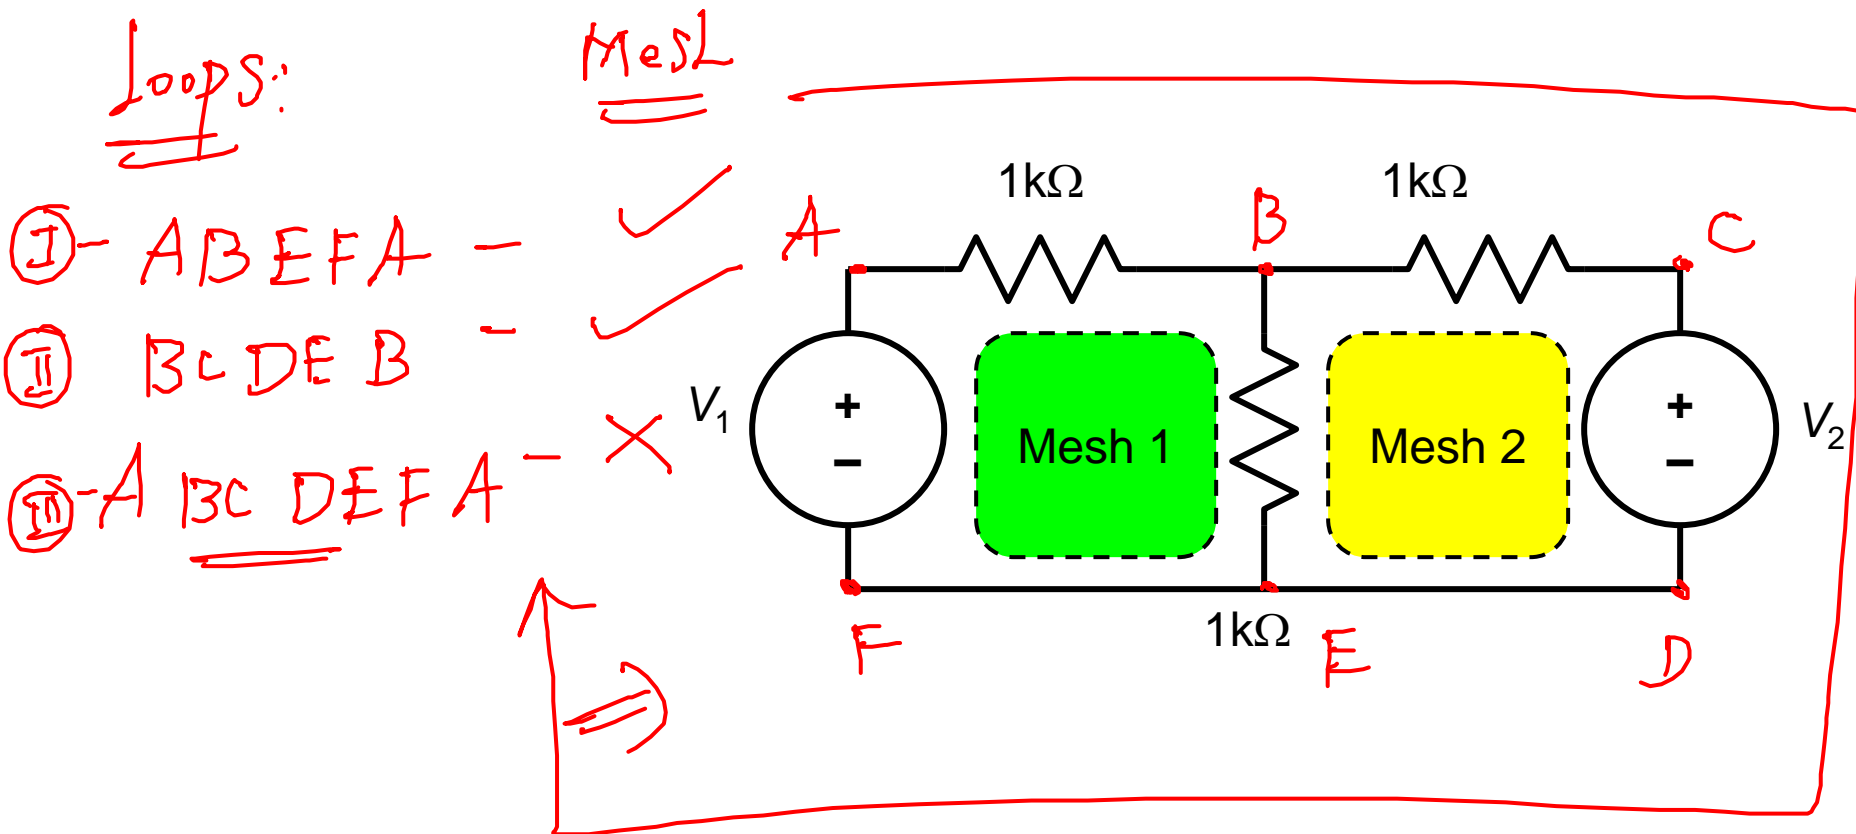 Loops:
Mesh
I - ABEFA - ✓
II BCDEB - ✓
III - ABCDEFA - ×
1kΩ
1kΩ
A
B
C
V1
+
−
Mesh 1
Mesh 2
+
−
V2
F
1kΩ
E
D